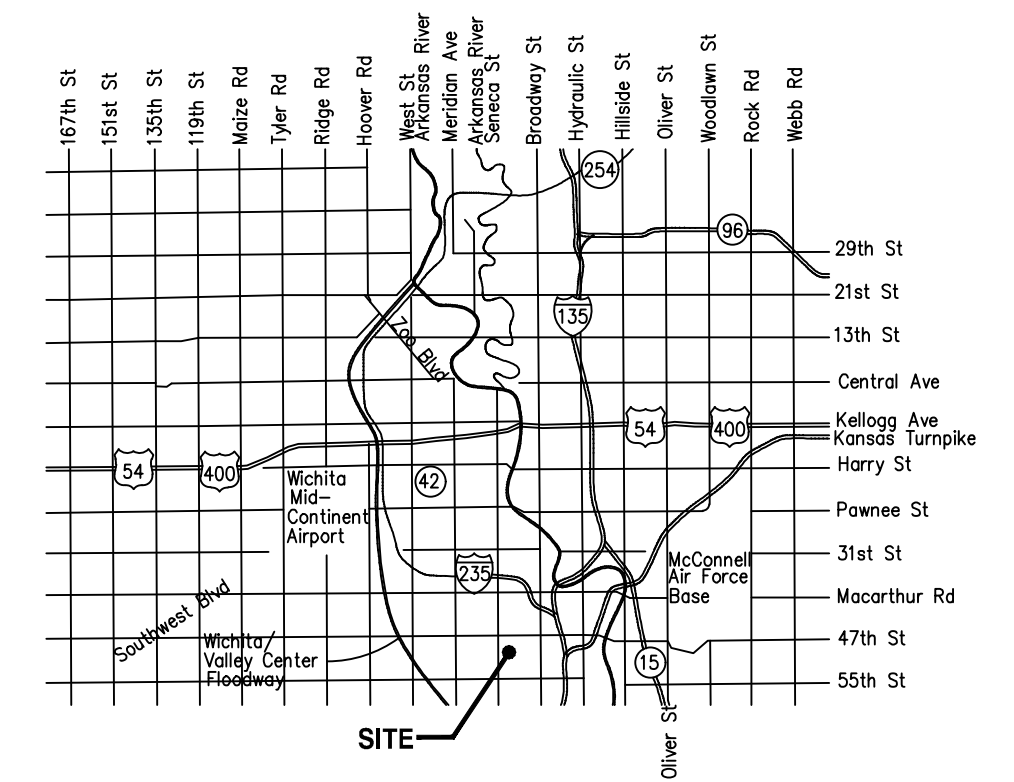 167th St
151st St
135th St
119th St
Maize Rd
Tyler Rd
Ridge Rd
Hoover Rd
West St
Arkansas River
Meridian Ave
Arkansas River
Seneca St
Broadway St
Hydraulic St
Hillside St
Oliver St
Woodlawn St
Rock Rd
Webb Rd
254
96
29th St
21st St
135
13th St
Zoo Blvd
Central Ave
54
400
Kellogg Ave
Kansas Turnpike
54
400
42
Harry St
Wichita
Mid-
Continent
Airport
Pawnee St
31st St
235
McConnell
Air Force
Base
Macarthur Rd
Southwest Blvd
Wichita/
Valley Center
Floodway
47th St
15
55th St
SITE
Oliver St